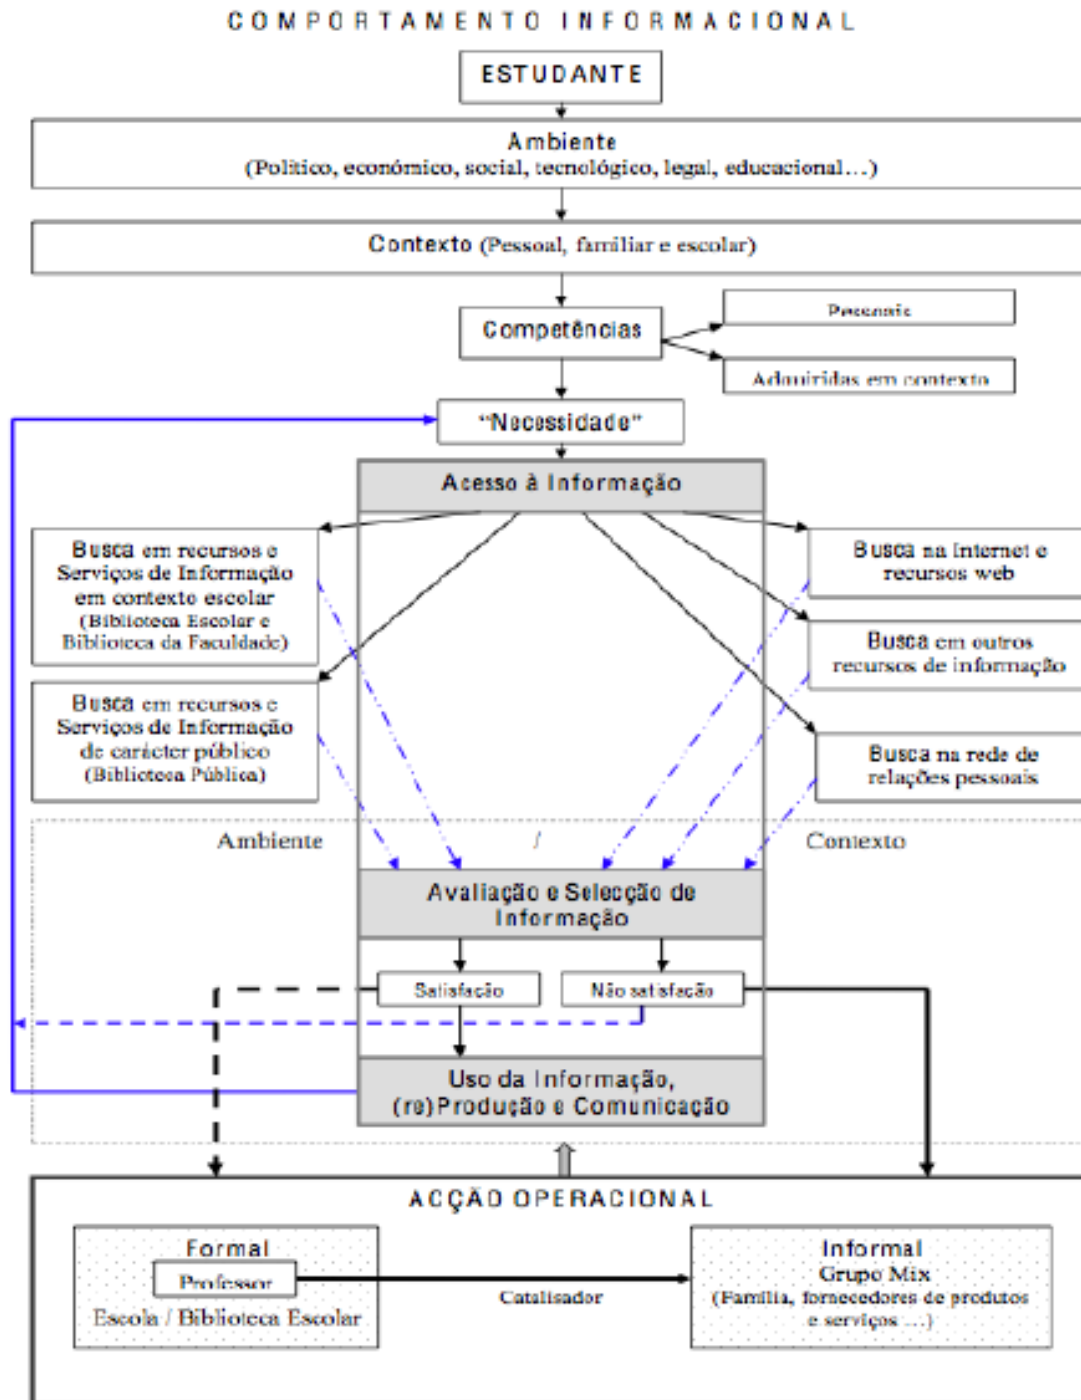 COMPORTAMENTO INFORMACIONAL
ESTUDANTE
Ambiente
(Político, económico, social, tecnológico, legal, educacional...)
Contexto (Pessoal, familiar e escolar)
Competências
Pessoais
Adquiridas em contexto
“Necessidade”
Acesso à Informação
Busca em recursos e
Serviços de Informação
em contexto escolar
(Biblioteca Escolar e
Biblioteca da Faculdade)
Busca em recursos e
Serviços de Informação
de carácter público
(Biblioteca Pública)
Busca na Internet e
recursos web
Busca em outros
recursos de informação
Busca na rede de
relações pessoais
Ambiente / Contexto
Avaliação e Selecção de
Informação
Satisfação
Não satisfação
Uso da Informação,
(re)Produção e Comunicação
ACÇÃO OPERACIONAL
Formal
Professor
Escola / Biblioteca Escolar
Catalisador
Informal
Grupo Mix
(Família, fornecedores de produtos
e serviços ...)